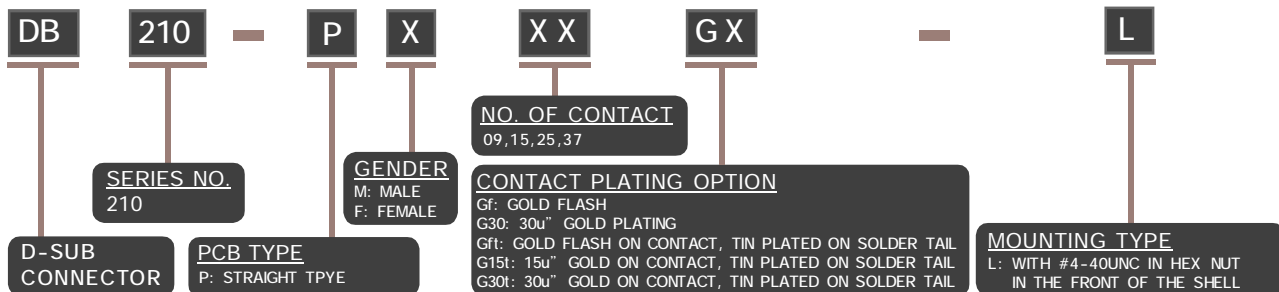 DB 210 - P X XX GX - L
NO. OF CONTACT
09,15,25,37
GENDER
M: MALE
F: FEMALE
SERIES NO.
210
CONTACT PLATING OPTION
Gf: GOLD FLASH
G30: 30u" GOLD PLATING
Gft: GOLD FLASH ON CONTACT, TIN PLATED ON SOLDER TAIL
G15t: 15u" GOLD ON CONTACT, TIN PLATED ON SOLDER TAIL
G30t: 30u" GOLD ON CONTACT, TIN PLATED ON SOLDER TAIL
D-SUB
CONNECTOR
PCB TYPE
P: STRAIGHT TPYE
MOUNTING TYPE
L: WITH #4-40UNC IN HEX NUT
IN THE FRONT OF THE SHELL